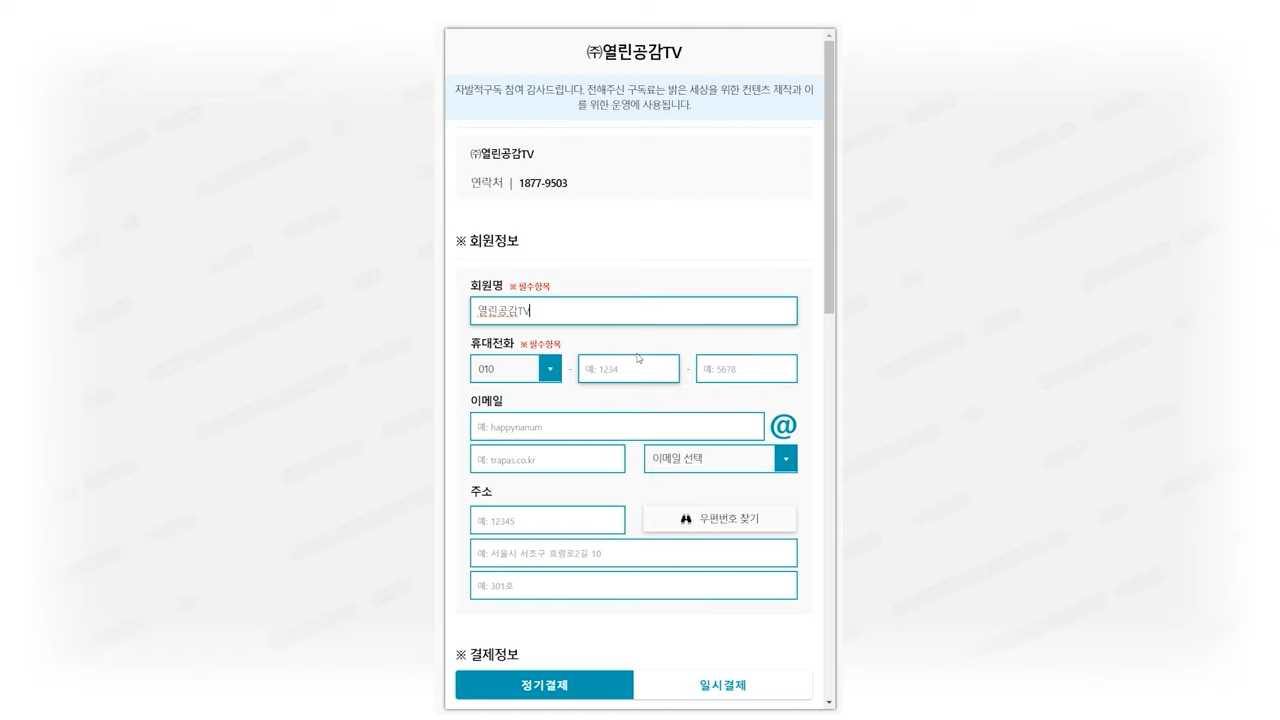 ㈜열린공감TV
자발적구독 참여 감사드립니다. 전해주신 구독료는 밝은 세상을 위한 컨텐츠 제작과 이
를 위한 운영에 사용됩니다.
㈜열린공감TV
연락처 | 1877-9503
※ 회원정보
회원명 ※ 필수항목
열린공감TV
휴대전화 ※ 필수항목
010 - 예: 1234 - 예: 5678
이메일
예: happynanum @
예: trapas.co.kr 이메일 선택
주소
예: 12345 우편번호 찾기
예: 서울시 서초구 효령로2길 10
예: 301호
※ 결제정보
정기결제 일시결제